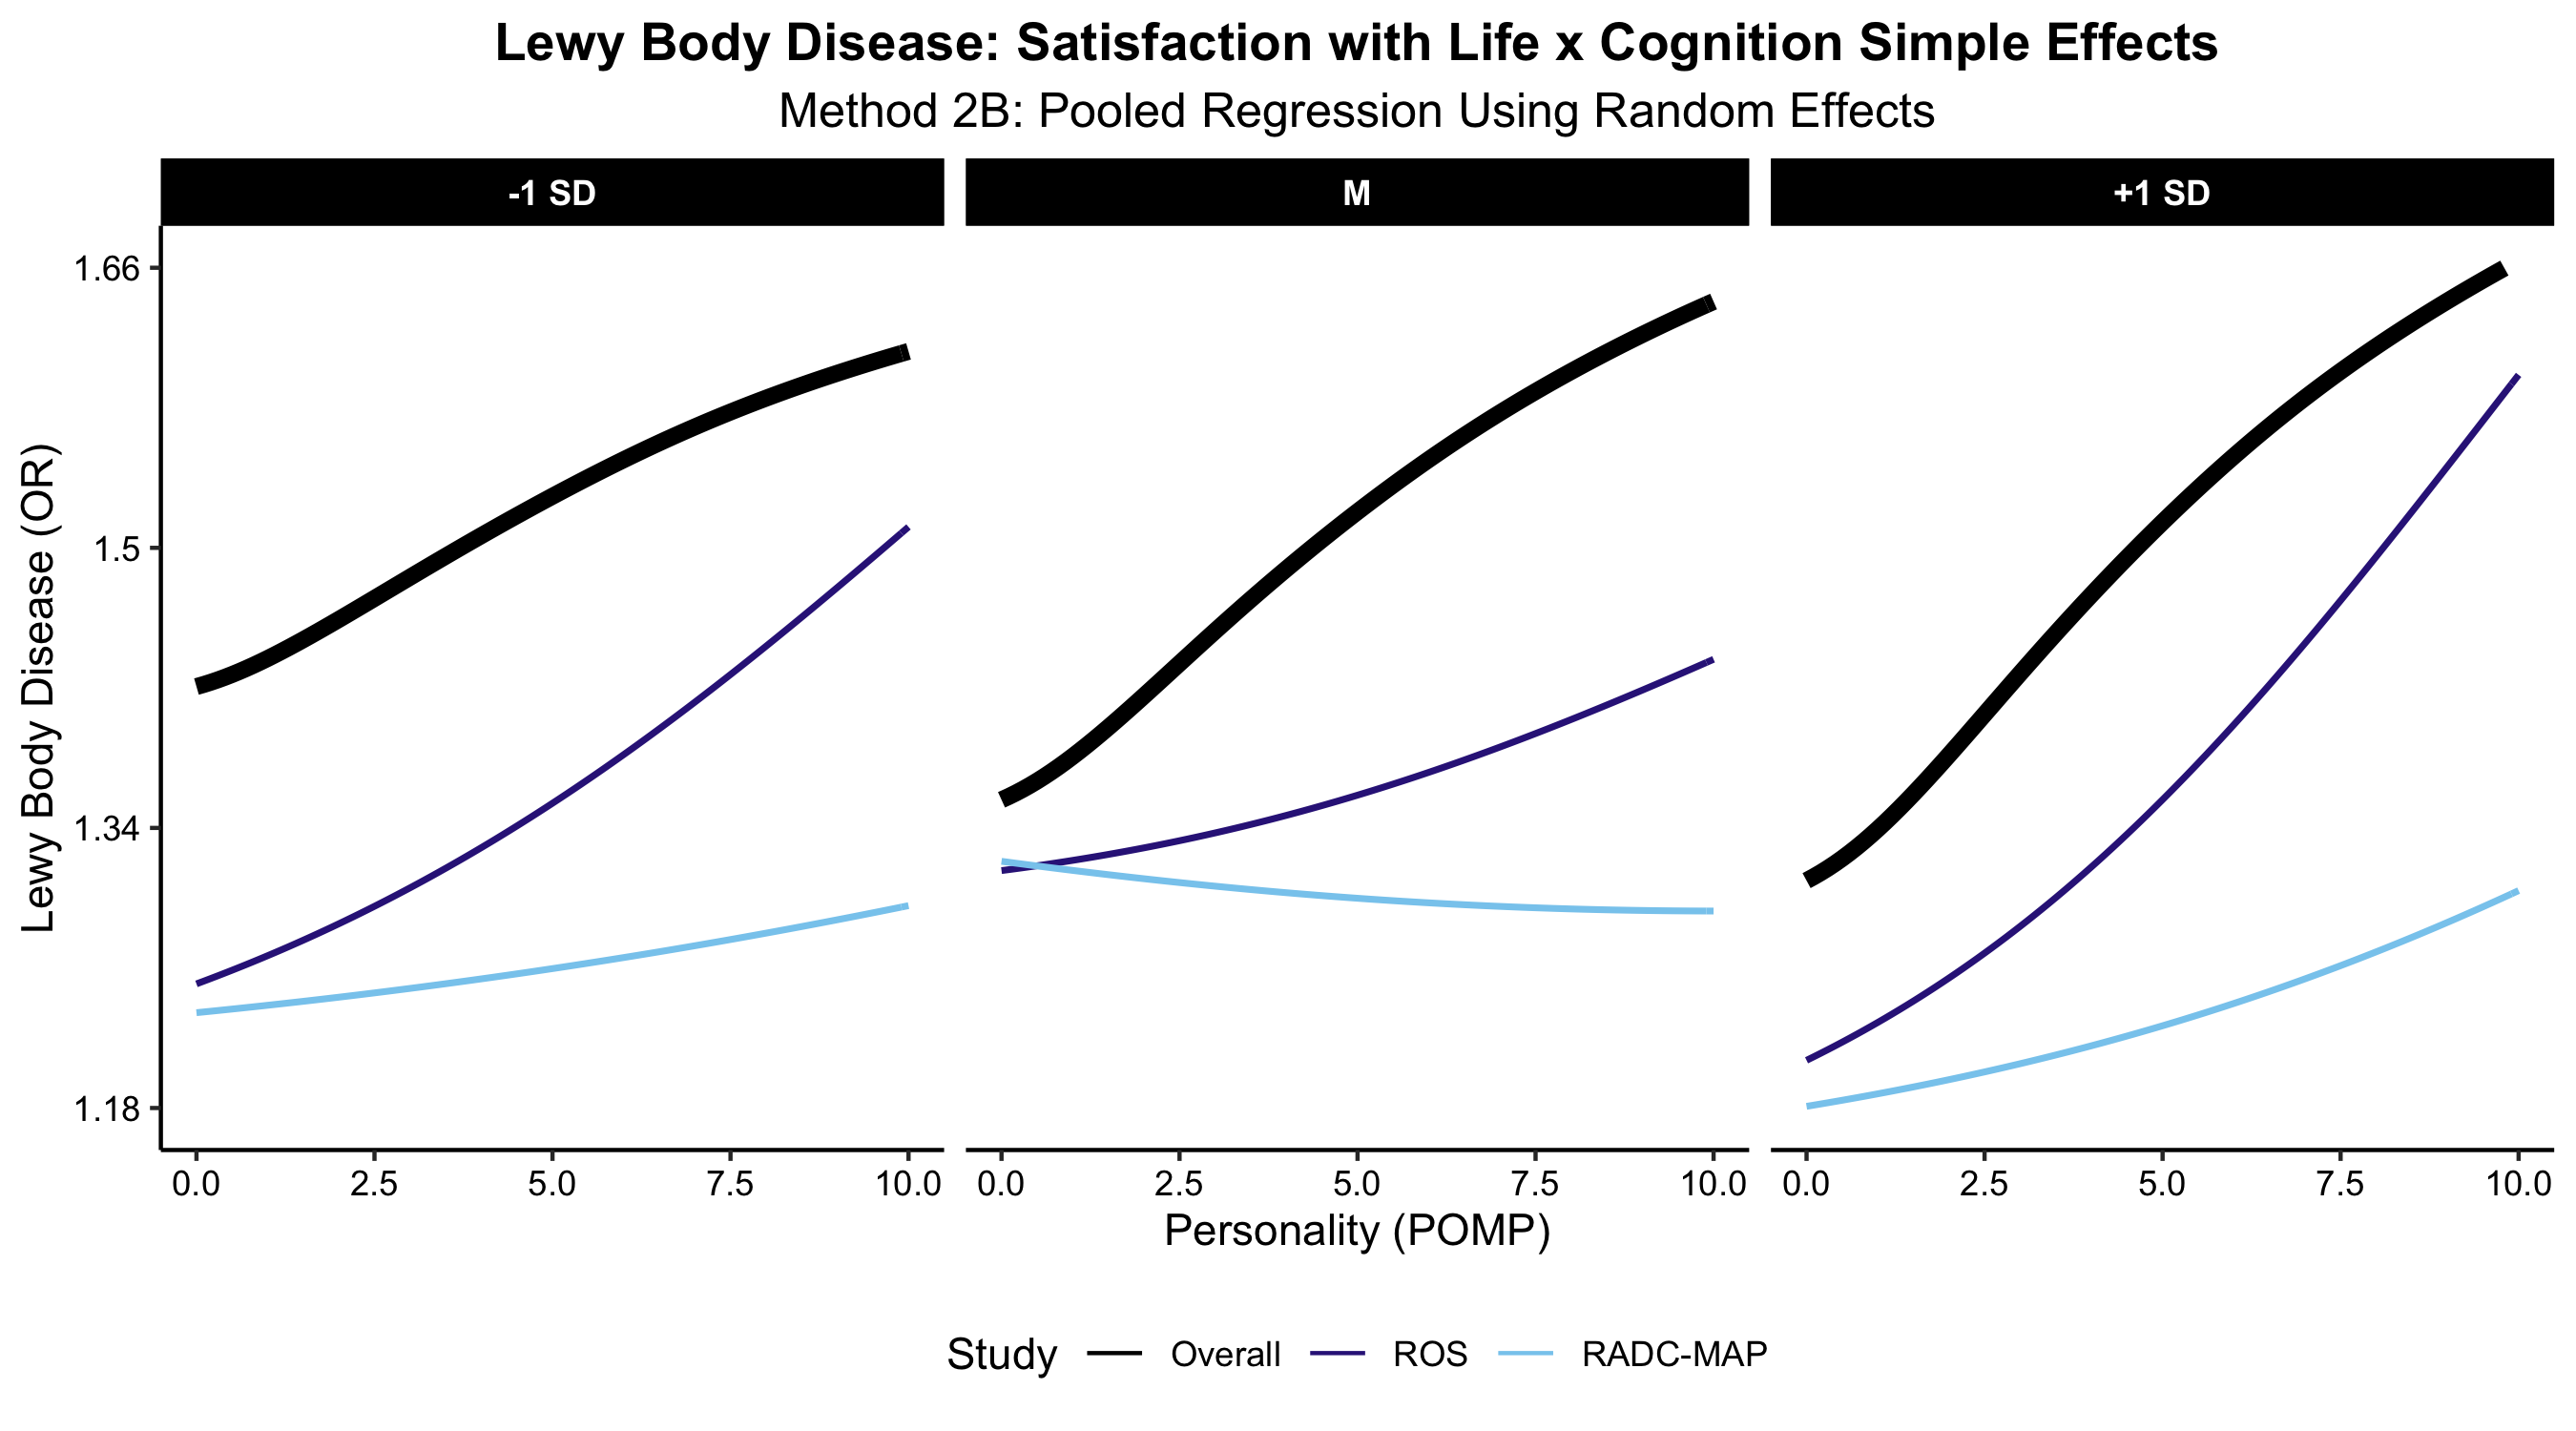 Lewy Body Disease: Satisfaction with Life x Cognition Simple Effects
Method 2B: Pooled Regression Using Random Effects
-1 SD M +1 SD
Lewy Body Disease (OR)
1.66
1.5
1.34
1.18
0.0 2.5 5.0 7.5 10.0 0.0 2.5 5.0 7.5 10.0 0.0 2.5 5.0 7.5 10.0
Personality (POMP)
Study Overall ROS RADC-MAP